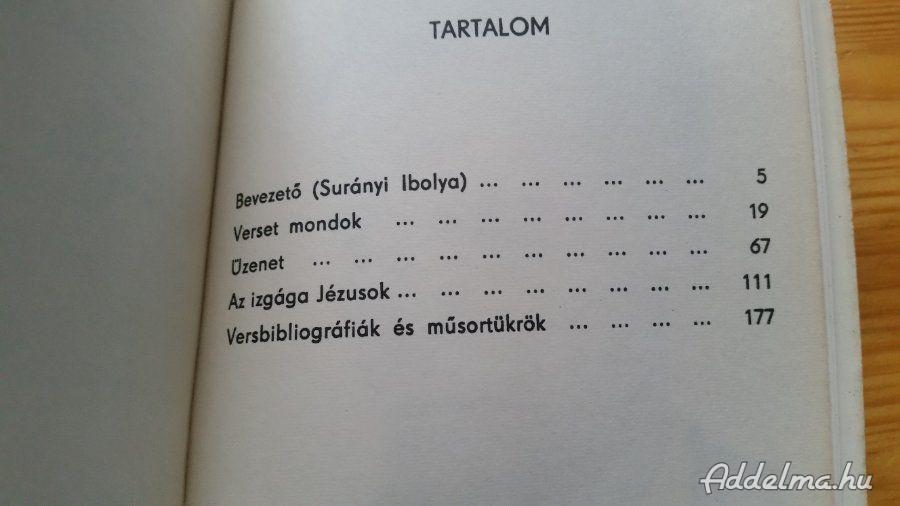 TARTALOM
Bevezető (Surányi Ibolya) ... ... ... ... ... ... 5
Verset mondok ... ... ... ... ... ... ... ... 19
Üzenet ... ... ... ... ... ... ... ... ... ... 67
Az izgága Jézusok ... ... ... ... ... ... ... ... 111
Versbibliográfiák és műsortükrök ... ... ... ... 177
Addelma.hu